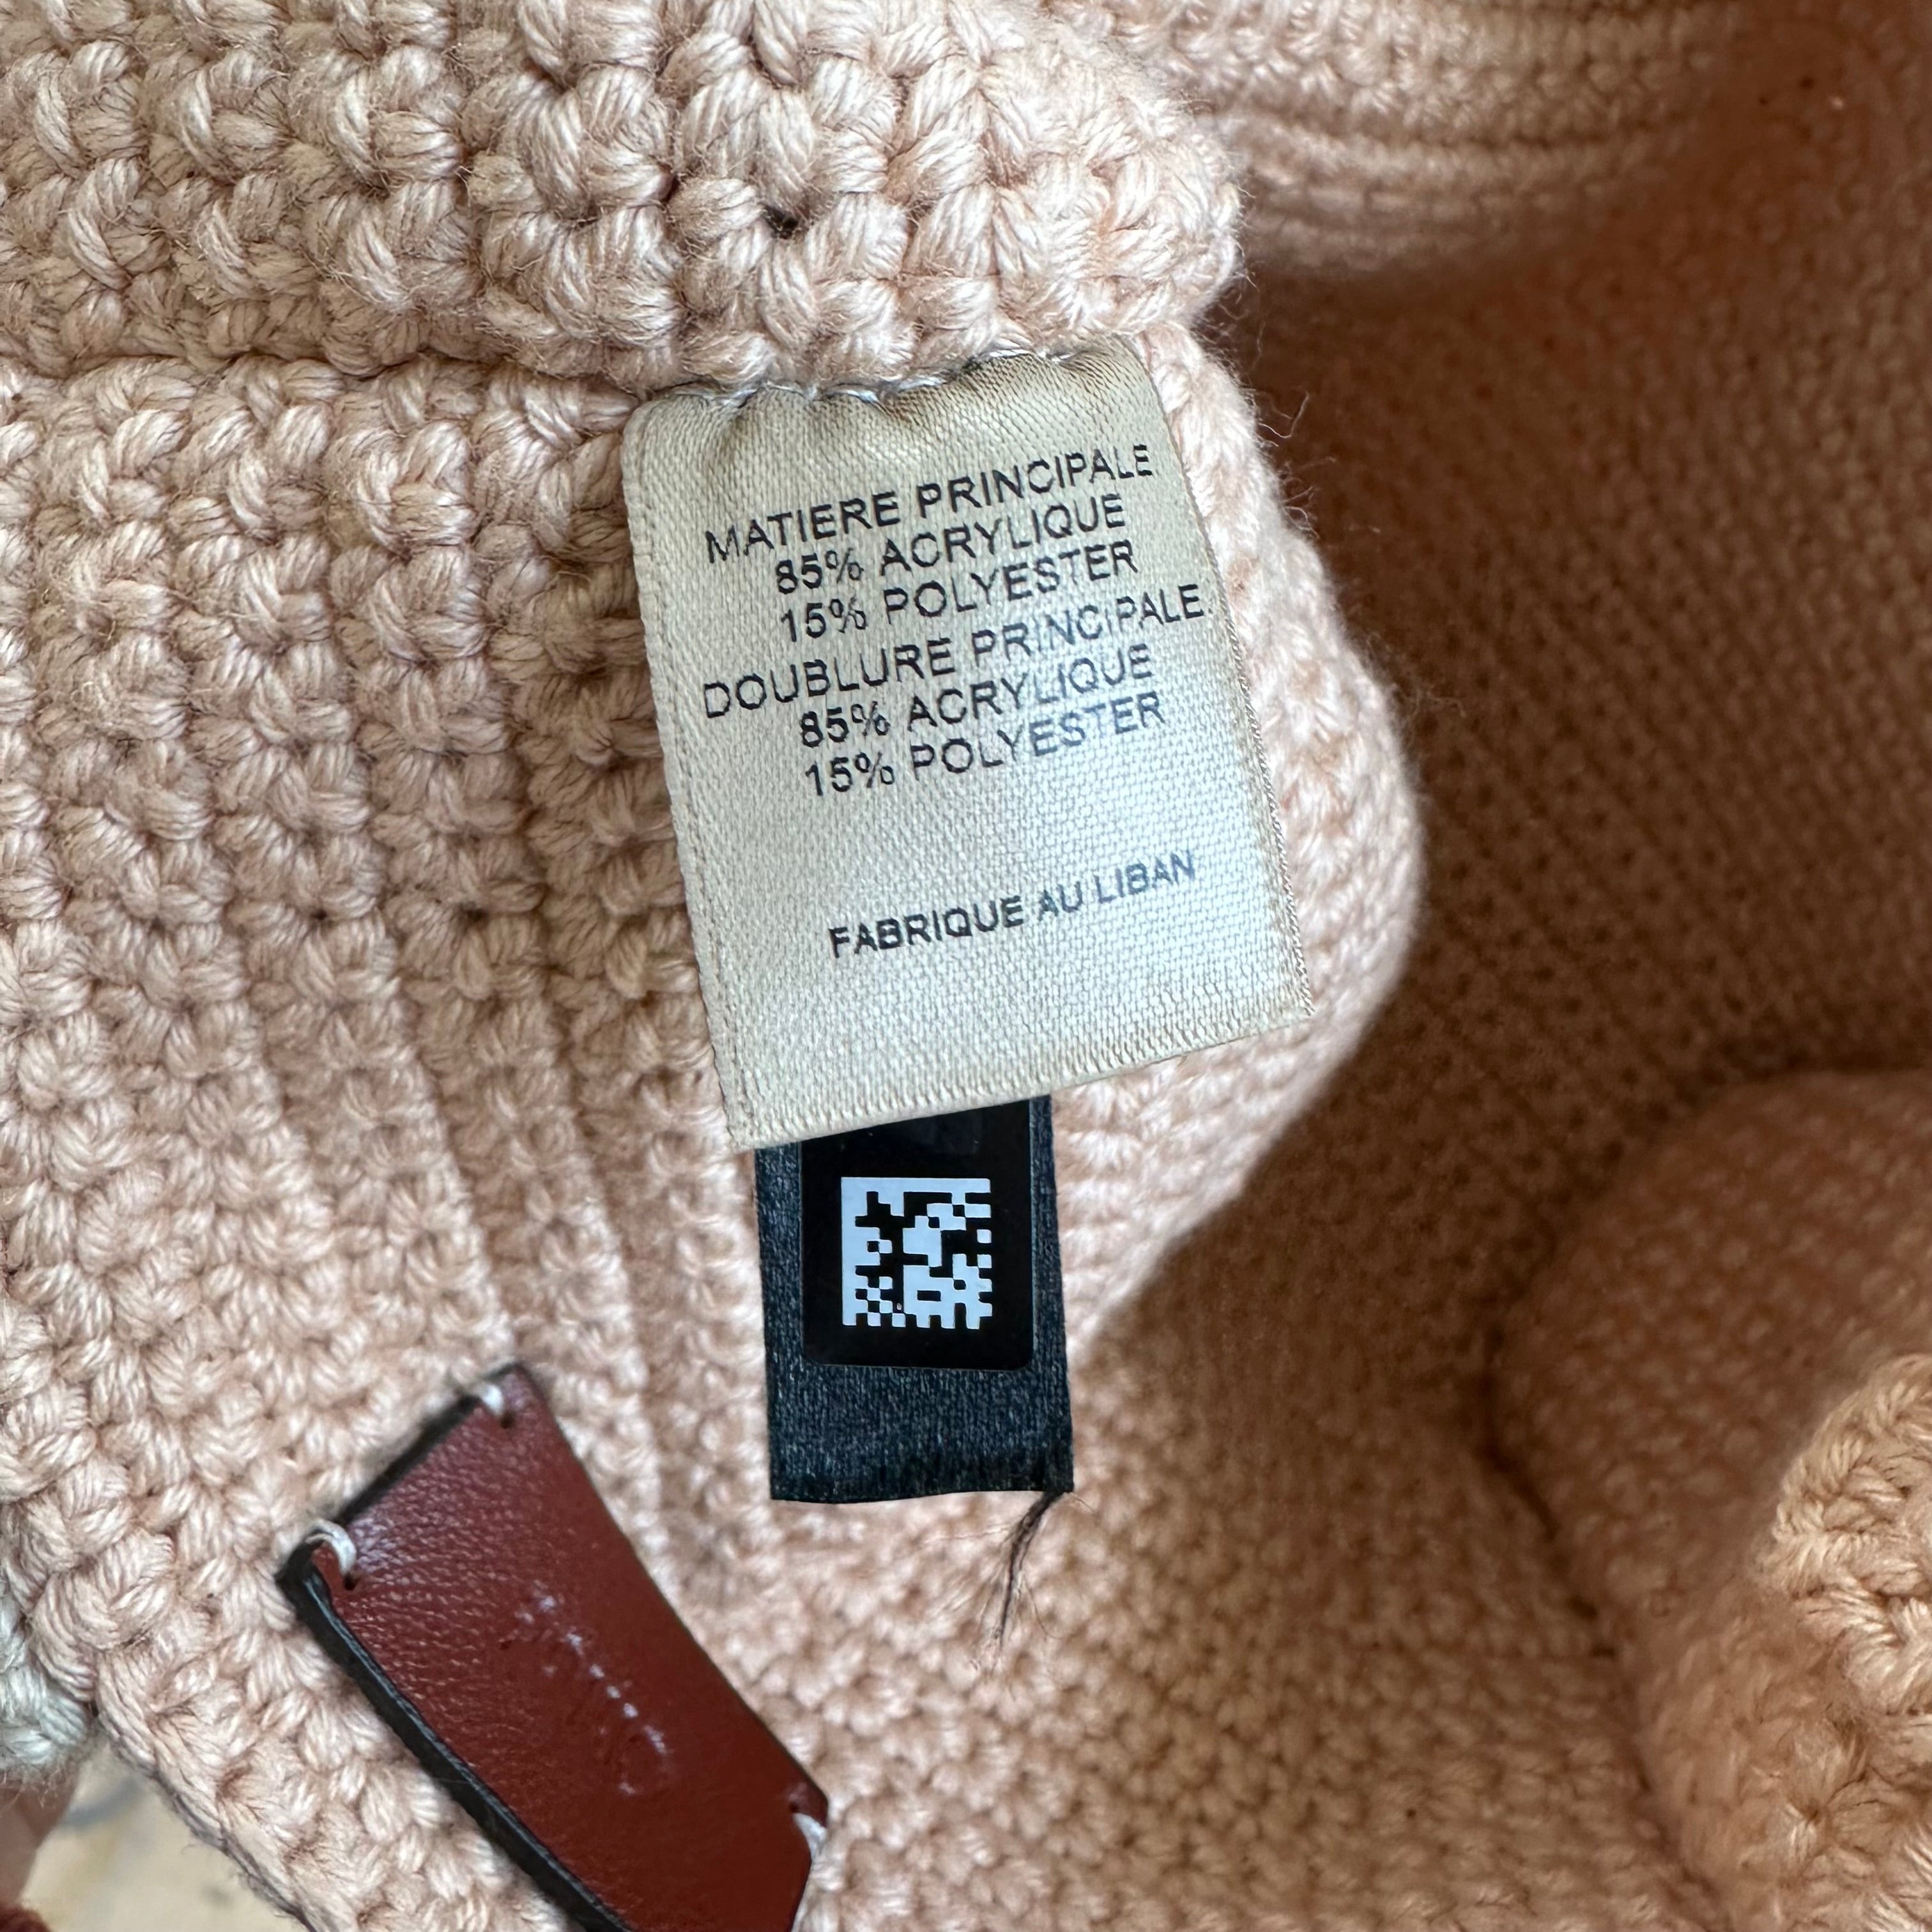 MATIERE PRINCIPALE
85% ACRYLIQUE
15% POLYESTER
DOUBLURE PRINCIPALE
85% ACRYLIQUE
15% POLYESTER
FABRIQUE AU LIBAN